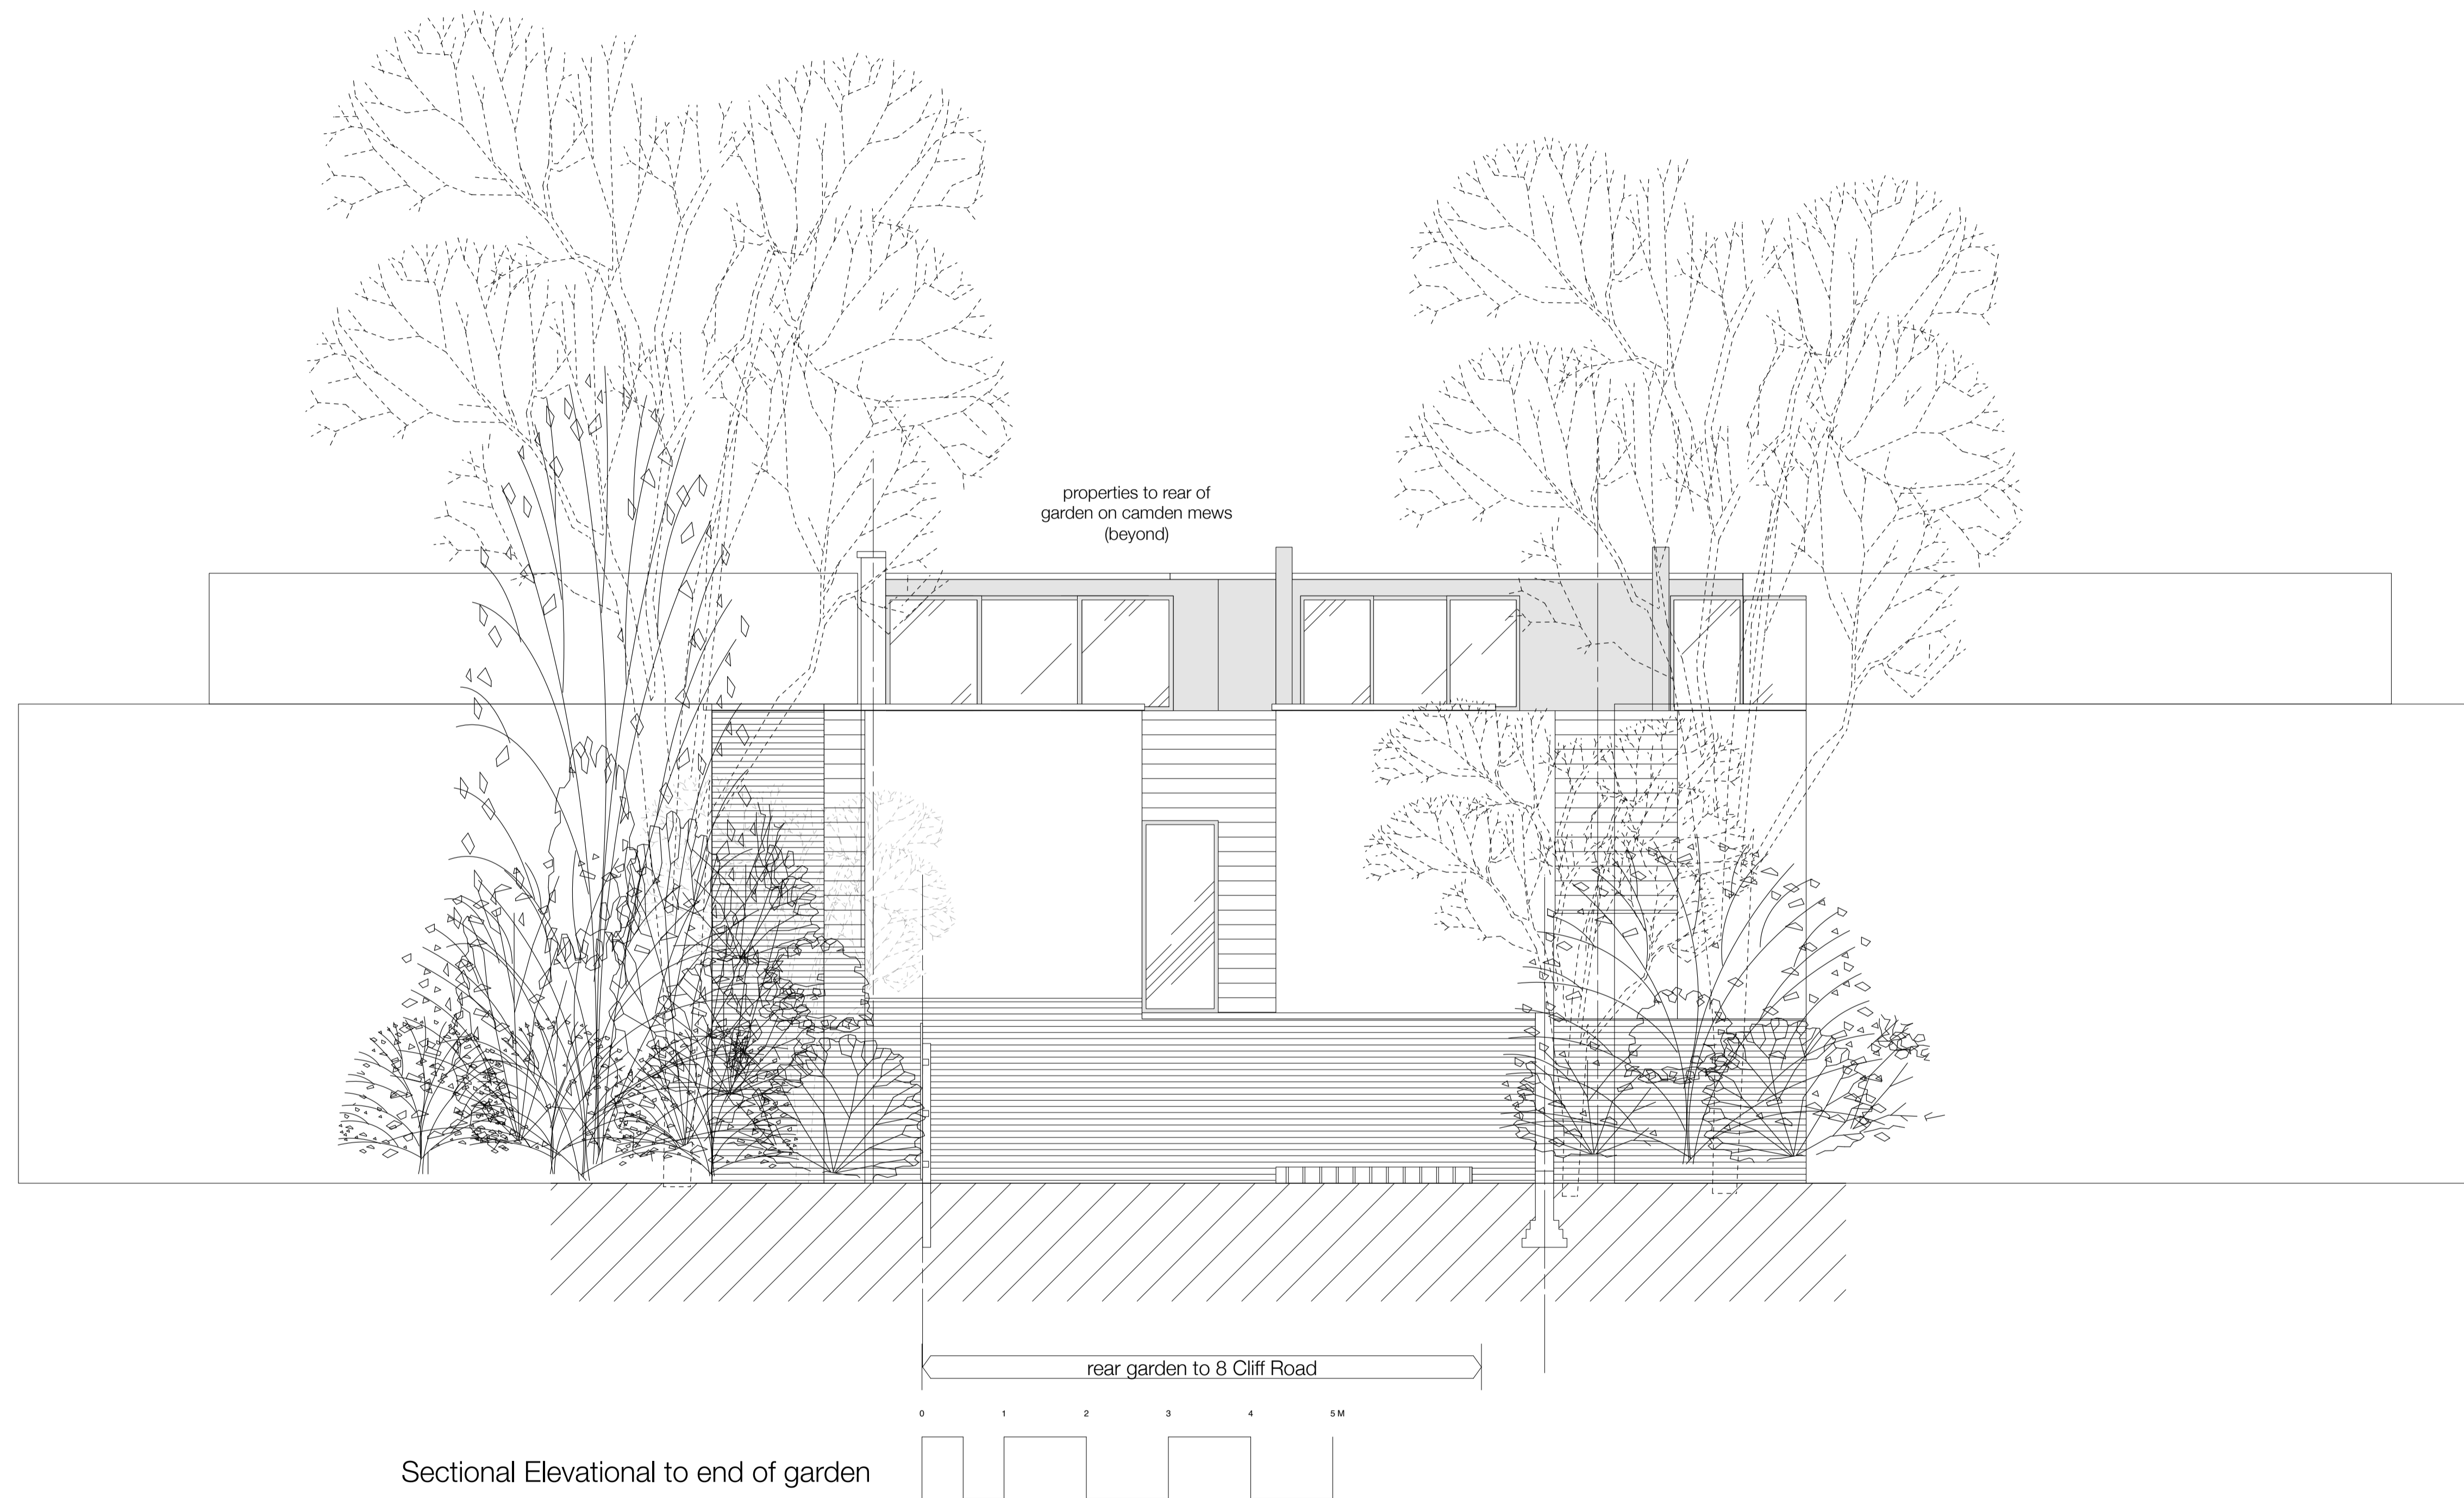 properties to rear of
garden on camden mews
(beyond)
rear garden to 8 Cliff Road
0 1 2 3 4 5 M
Sectional Elevational to end of garden